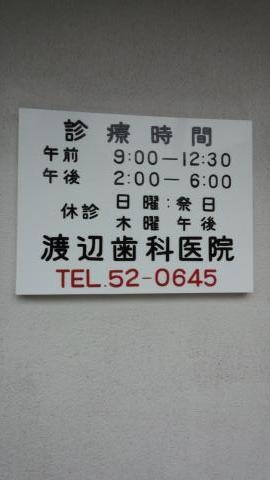 診療時間
午前 9:00-12:30
午後 2:00-6:00
休診 日曜:祭日
木曜 午後
渡辺歯科医院
TEL.52-0645